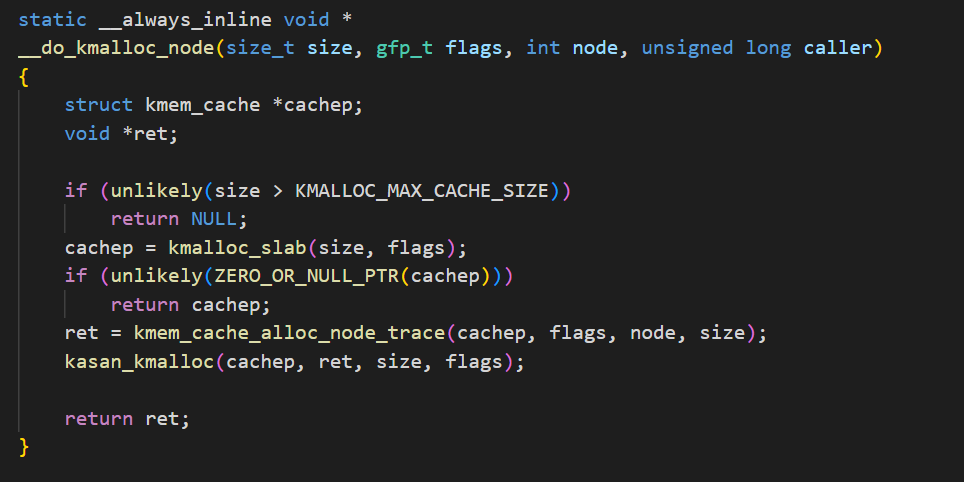 static __always_inline void *
__do_kmalloc_node(size_t size, gfp_t flags, int node, unsigned long caller)
{
    struct kmem_cache *cachep;
    void *ret;

    if (unlikely(size > KMALLOC_MAX_CACHE_SIZE))
        return NULL;
    cachep = kmalloc_slab(size, flags);
    if (unlikely(ZERO_OR_NULL_PTR(cachep)))
        return cachep;
    ret = kmem_cache_alloc_node_trace(cachep, flags, node, size);
    kasan_kmalloc(cachep, ret, size, flags);

    return ret;
}